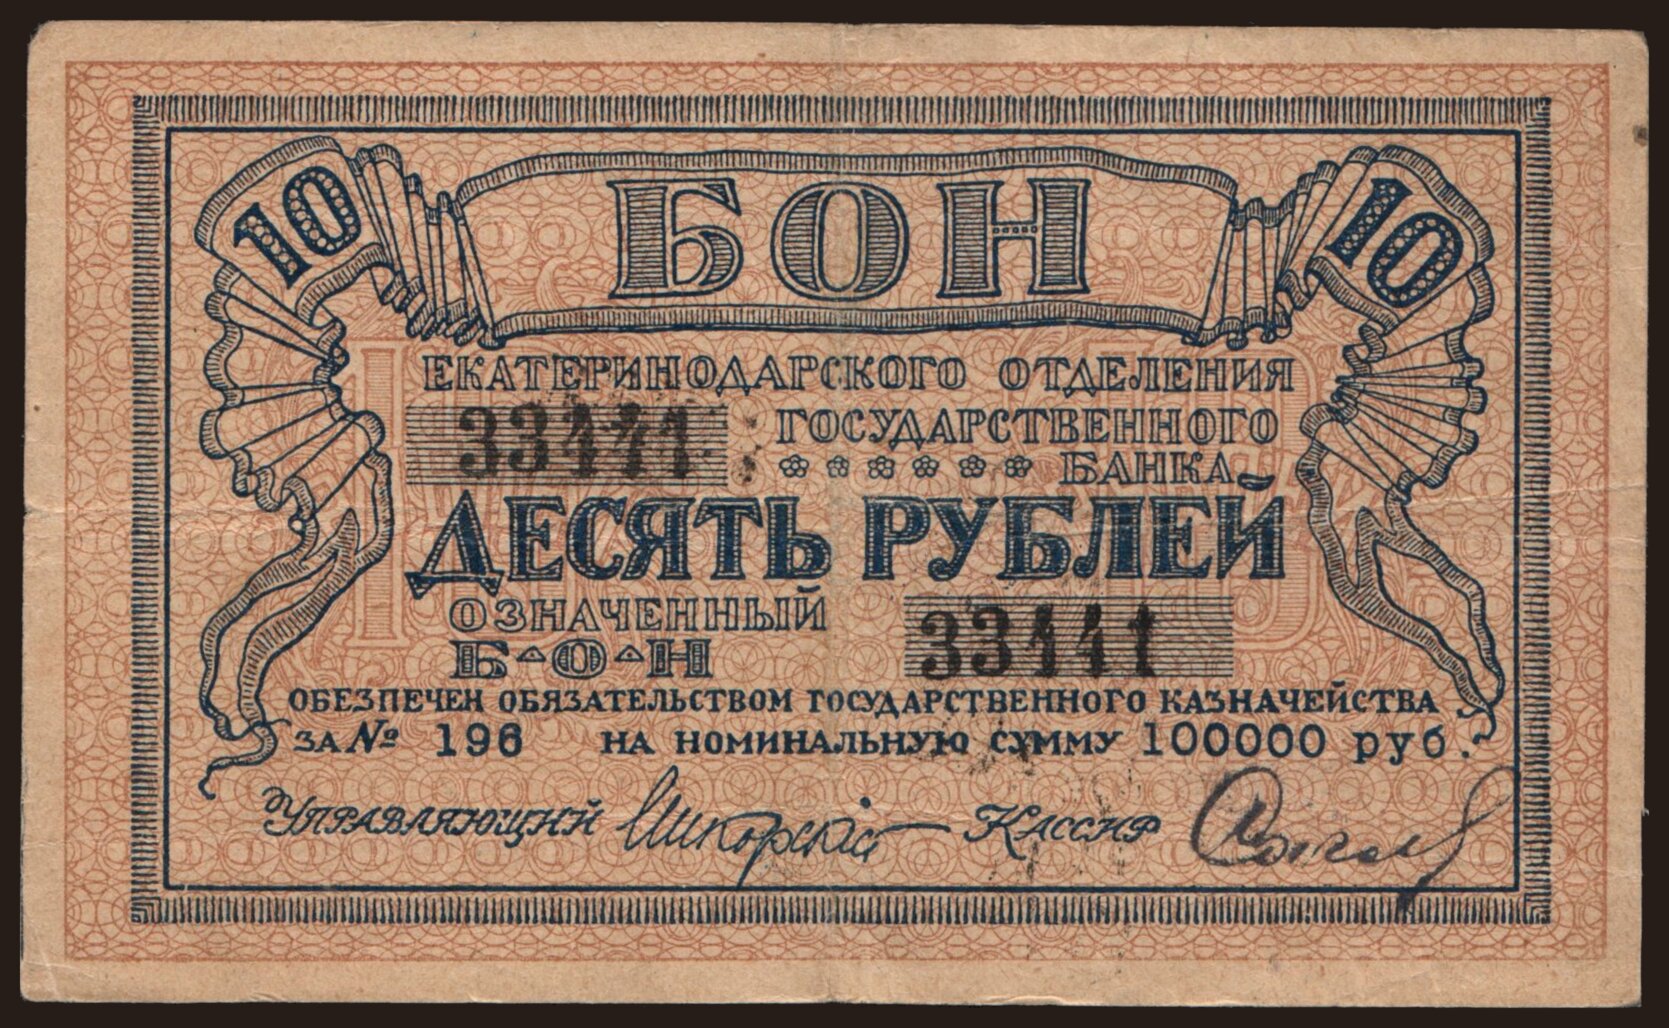 10 БОН 10
ЕКАТЕРИНОДАРСКОГО ОТДЕЛЕНИЯ
33441 ГОСУДАРСТВЕННОГО
БАНКА
ДЕСЯТЬ РУБЛЕЙ
ОЗНАЧЕННЫЙ 33441
Б-О-Н
ОБЕЗПЕЧЕН ОБЯЗАТЕЛЬСТВОМ ГОСУДАРСТВЕННОГО КАЗНАЧЕЙСТВА
ЗА № 196 НА НОМИНАЛЬНУЮ СУММУ 100000 руб.
УПРАВЛЯЮЩИЙ КАССИР